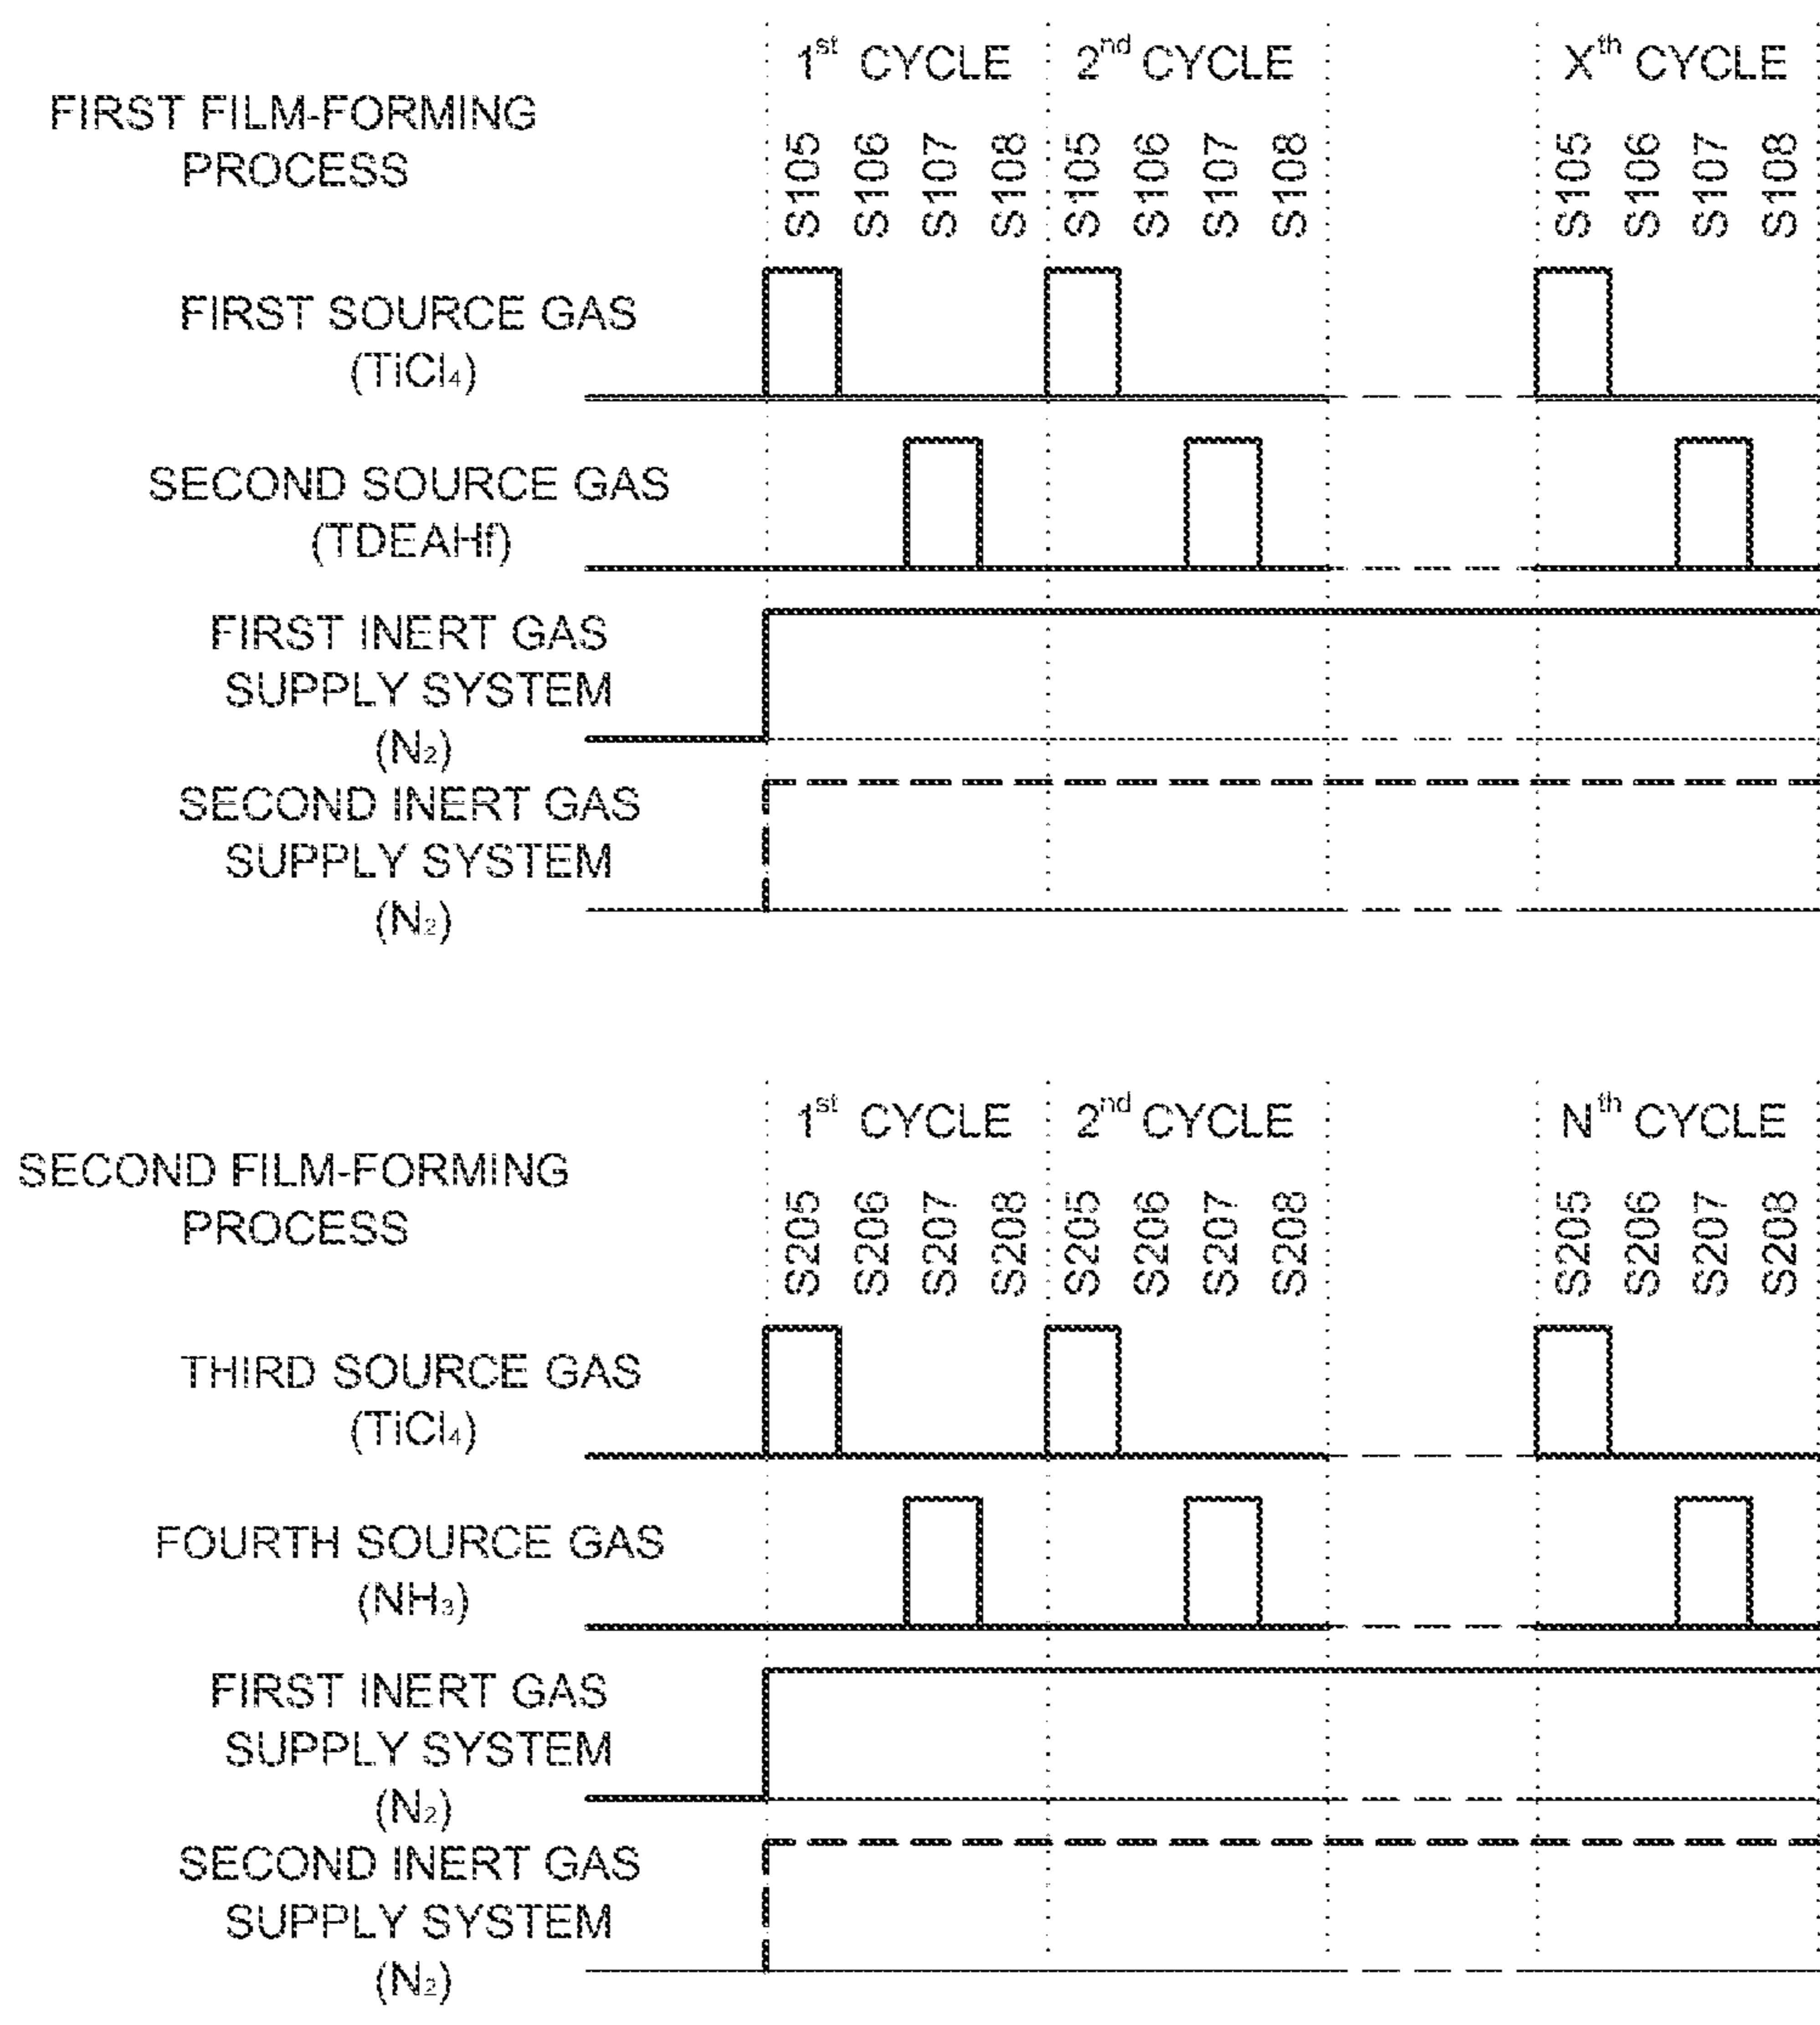 1st CYCLE 2nd CYCLE Xth CYCLE
FIRST FILM-FORMING
PROCESS
S105 S106 S107 S108 S105 S106 S107 S108 S105 S106 S107 S108
FIRST SOURCE GAS
(TiCl4)
SECOND SOURCE GAS
(TDEAHf)
FIRST INERT GAS
SUPPLY SYSTEM
(N2)
SECOND INERT GAS
SUPPLY SYSTEM
(N2)
1st CYCLE 2nd CYCLE Nth CYCLE
SECOND FILM-FORMING
PROCESS
S205 S206 S207 S208 S205 S206 S207 S208 S205 S206 S207 S208
THIRD SOURCE GAS
(TiCl4)
FOURTH SOURCE GAS
(NH3)
FIRST INERT GAS
SUPPLY SYSTEM
(N2)
SECOND INERT GAS
SUPPLY SYSTEM
(N2)